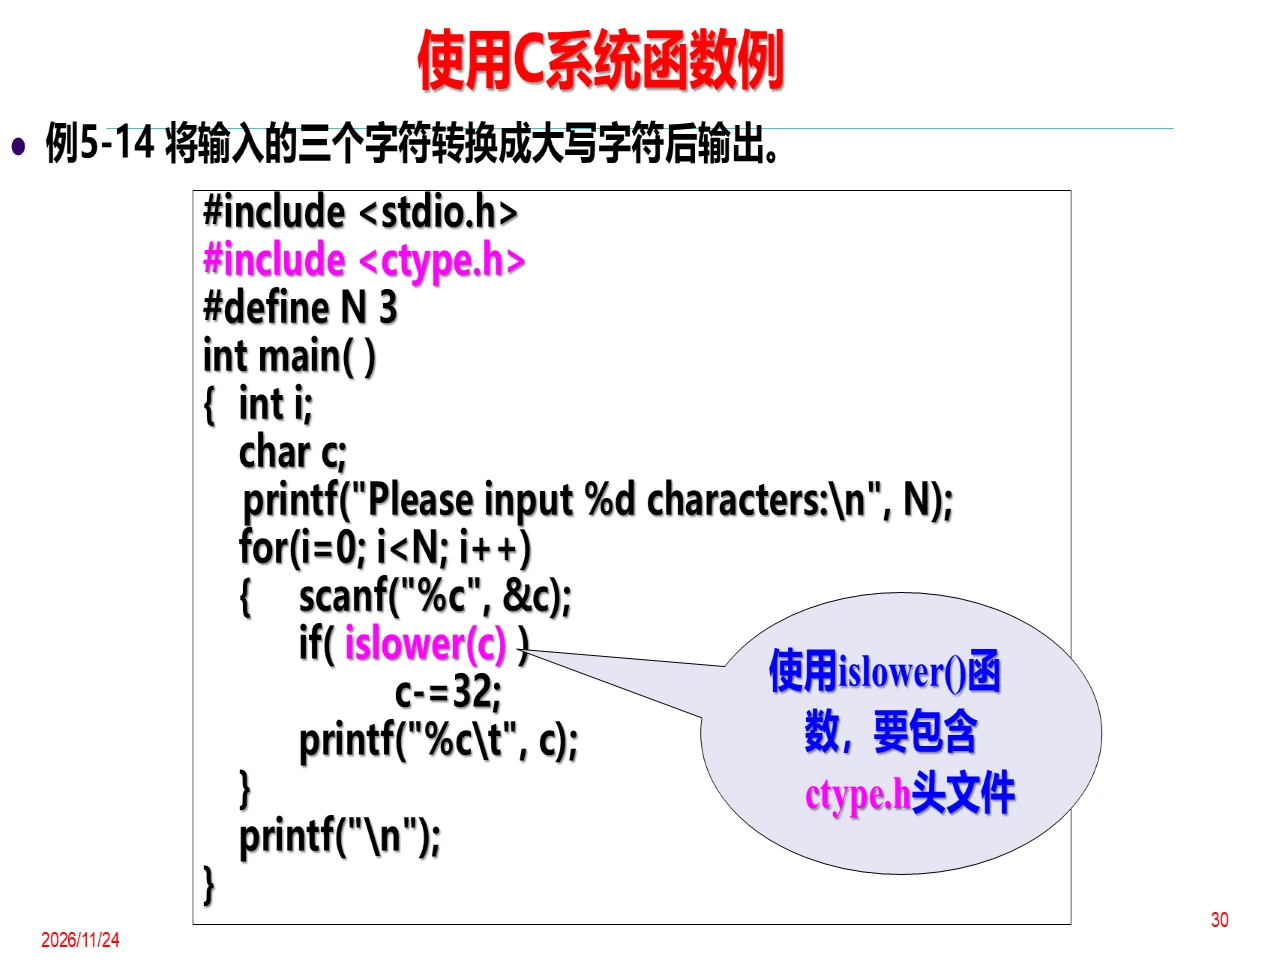 使用C系统函数例
● 例5-14 将输入的三个字符转换成大写字符后输出。
#include <stdio.h>
#include <ctype.h>
#define N 3
int main( )
{ int i;
char c;
printf("Please input %d characters:\n", N);
for(i=0; i<N; i++)
{ scanf("%c", &c);
if( islower(c) )
c-=32;
printf("%c\t", c);
}
printf("\n");
}
使用islower()函
数，要包含
ctype.h头文件
2026/11/24
30